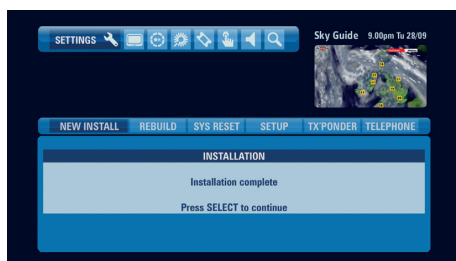 SETTINGS
Sky Guide 9.00pm Tu 28/09
NEW INSTALL REBUILD SYS RESET SETUP TX'PONDER TELEPHONE
INSTALLATION
Installation complete
Press SELECT to continue